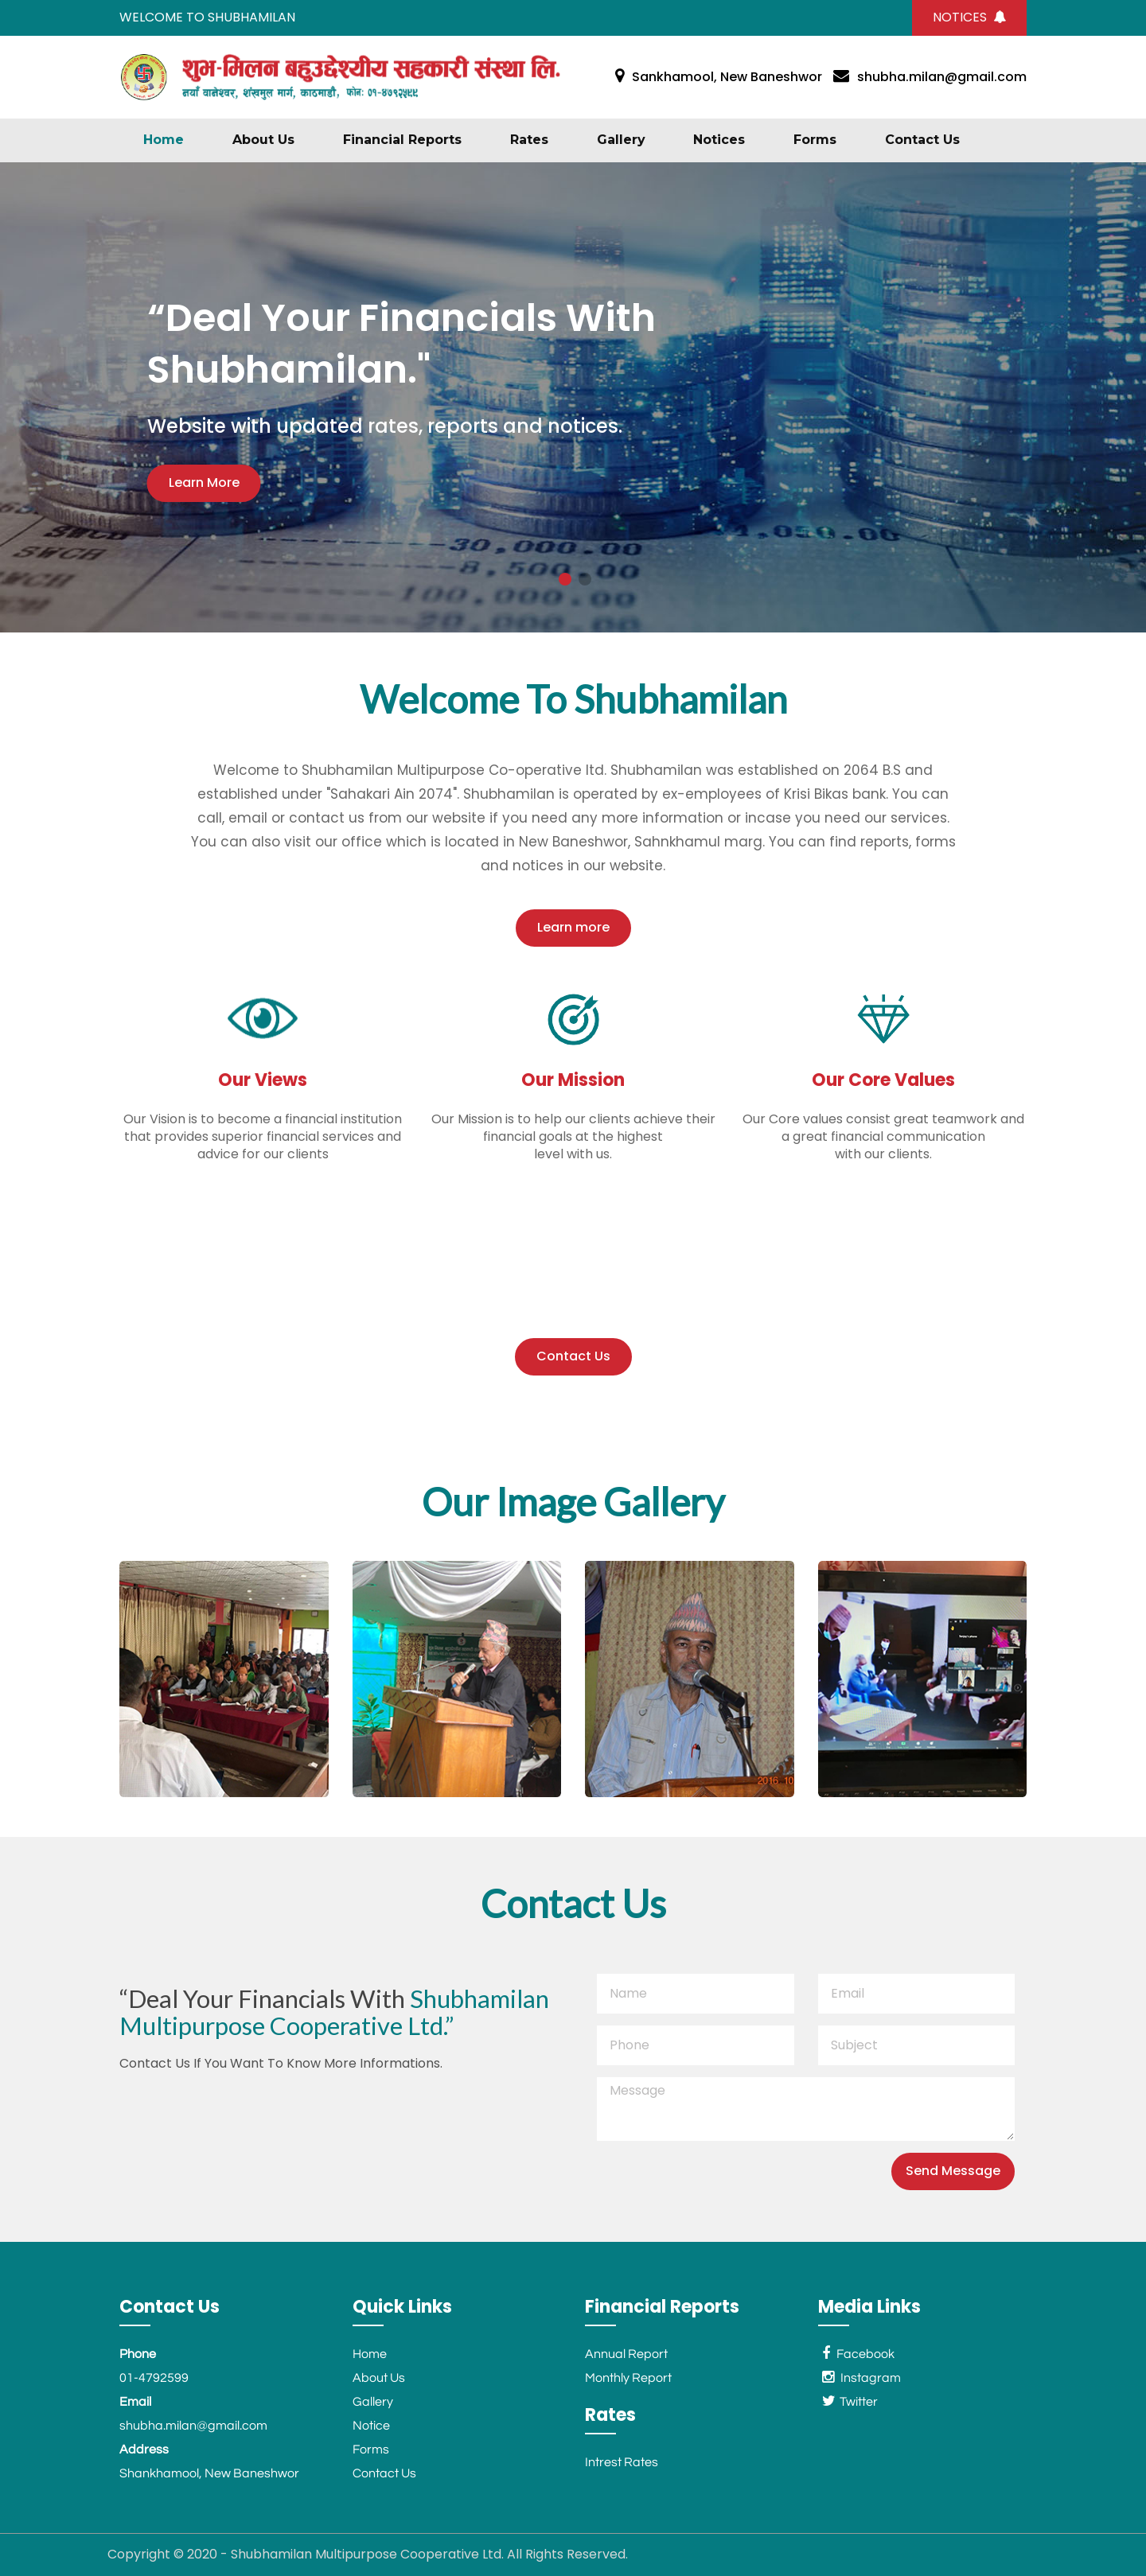 WELCOME TO SHUBHAMILAN
NOTICES
शुभ-मिलन बहुउद्देश्यीय सहकारी संस्था लि.
नयाँ वानेश्वर, शंखमुल मार्ग, काठमाडौं, फोनः ०१-४७९२५९९
Sankhamool, New Baneshwor shubha.milan@gmail.com
Home About Us Financial Reports Rates Gallery Notices Forms Contact Us
“Deal Your Financials With
Shubhamilan."
Website with updated rates, reports and notices.
Learn More
SWCH
SWCH
30,000.00
8,500.00
Welcome To Shubhamilan
Welcome to Shubhamilan Multipurpose Co-operative ltd. Shubhamilan was established on 2064 B.S and
established under "Sahakari Ain 2074". Shubhamilan is operated by ex-employees of Krisi Bikas bank. You can
call, email or contact us from our website if you need any more information or incase you need our services.
You can also visit our office which is located in New Baneshwor, Sahnkhamul marg. You can find reports, forms
and notices in our website.
Learn more
Our Views
Our Vision is to become a financial institution
that provides superior financial services and
advice for our clients
Our Mission
Our Mission is to help our clients achieve their
financial goals at the highest
level with us.
Our Core Values
Our Core values consist great teamwork and
a great financial communication
with our clients.
Contact Us
Our Image Gallery
Contact Us
“Deal Your Financials With Shubhamilan
Multipurpose Cooperative Ltd.”
Contact Us If You Want To Know More Informations.
Name
Email
Phone
Subject
Message
Send Message
Contact Us
Phone
01-4792599
Email
shubha.milan@gmail.com
Address
Shankhamool, New Baneshwor
Quick Links
Home
About Us
Gallery
Notice
Forms
Contact Us
Financial Reports
Annual Report
Monthly Report
Rates
Intrest Rates
Media Links
Facebook
Instagram
Twitter
Copyright © 2020 - Shubhamilan Multipurpose Cooperative Ltd. All Rights Reserved.